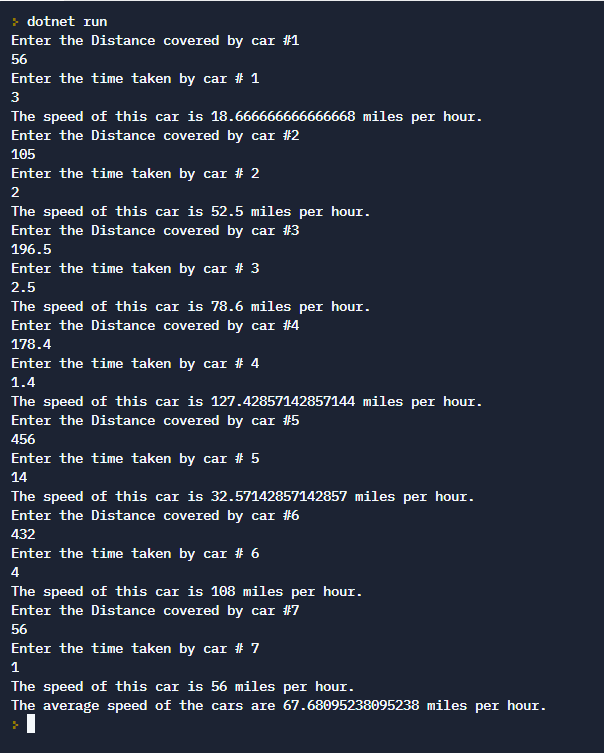 > dotnet run
Enter the Distance covered by car #1
56
Enter the time taken by car # 1
3
The speed of this car is 18.666666666666668 miles per hour.
Enter the Distance covered by car #2
105
Enter the time taken by car # 2
2
The speed of this car is 52.5 miles per hour.
Enter the Distance covered by car #3
196.5
Enter the time taken by car # 3
2.5
The speed of this car is 78.6 miles per hour.
Enter the Distance covered by car #4
178.4
Enter the time taken by car # 4
1.4
The speed of this car is 127.42857142857144 miles per hour.
Enter the Distance covered by car #5
456
Enter the time taken by car # 5
14
The speed of this car is 32.57142857142857 miles per hour.
Enter the Distance covered by car #6
432
Enter the time taken by car # 6
4
The speed of this car is 108 miles per hour.
Enter the Distance covered by car #7
56
Enter the time taken by car # 7
1
The speed of this car is 56 miles per hour.
The average speed of the cars are 67.68095238095238 miles per hour.
>